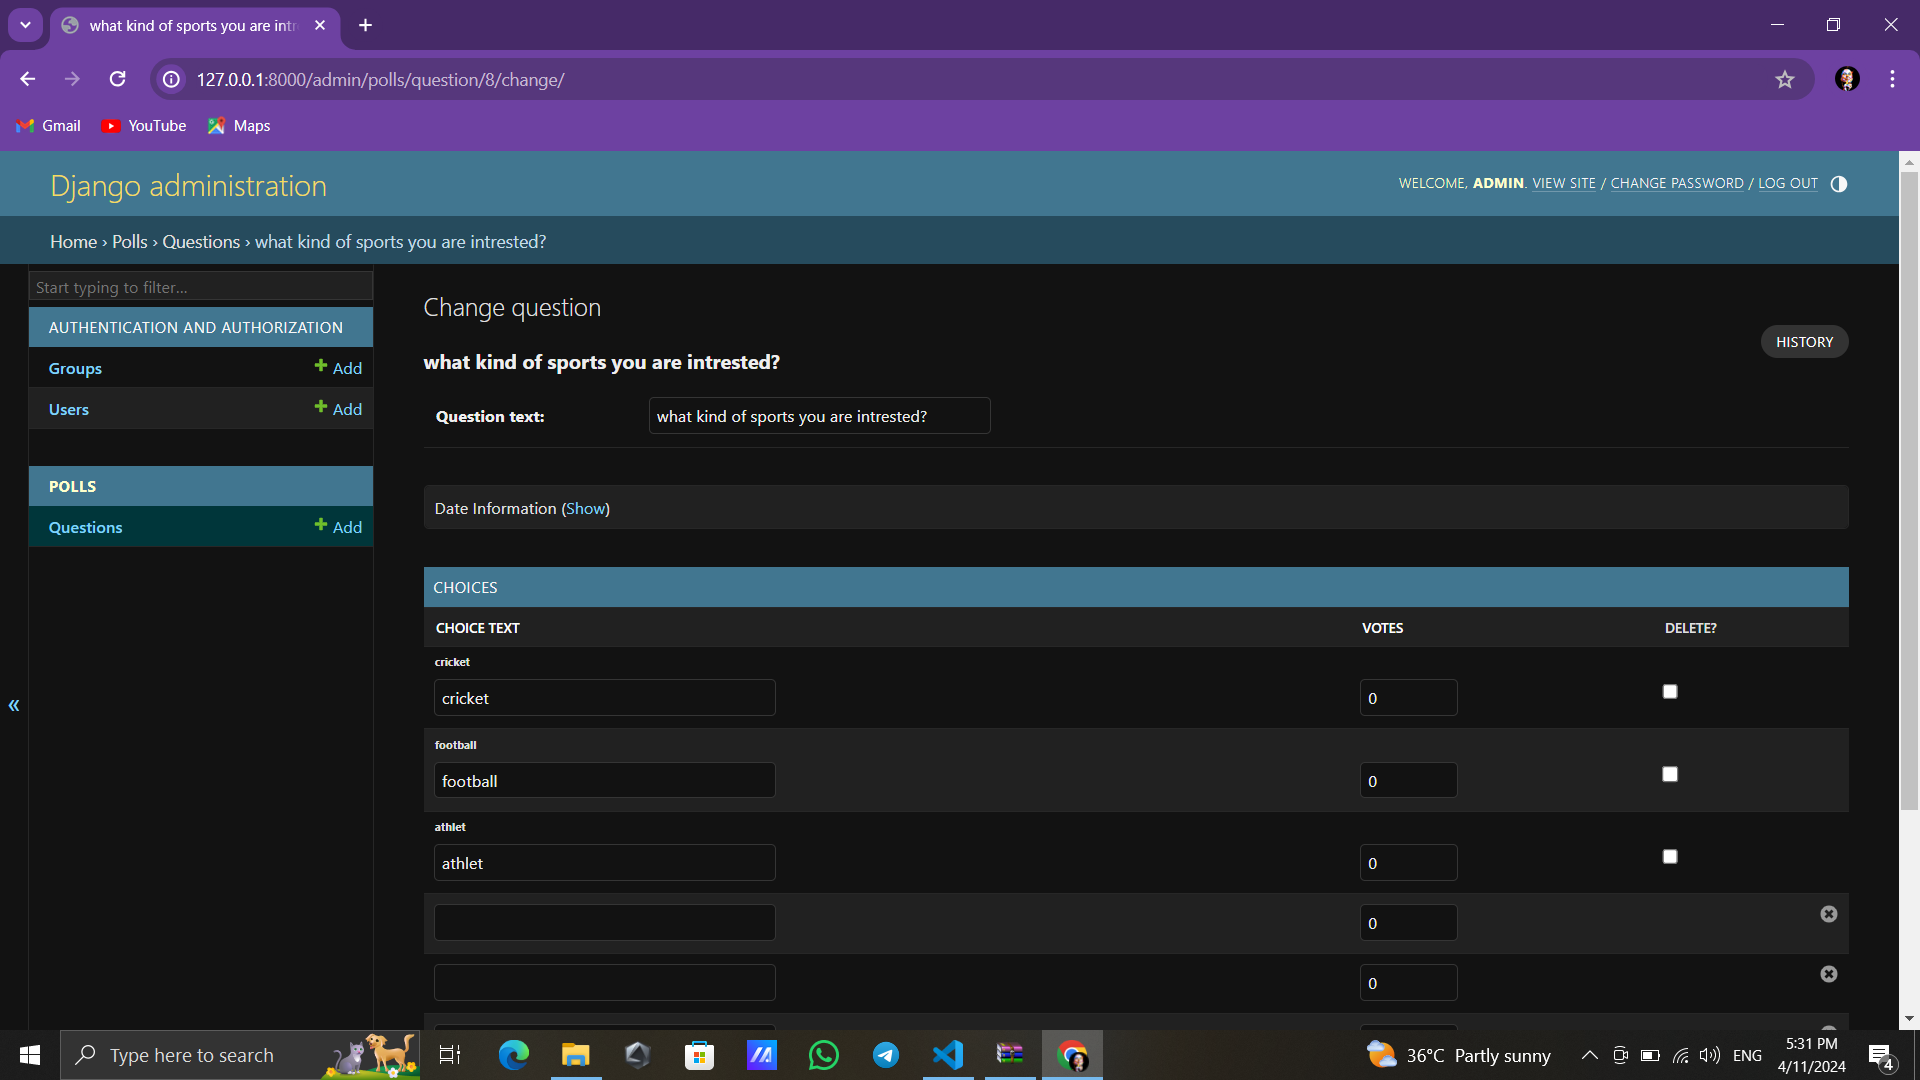 what kind of sports you are intr
127.0.0.1:8000/admin/polls/question/8/change/
Gmail YouTube Maps
Django administration
WELCOME, ADMIN. VIEW SITE / CHANGE PASSWORD / LOG OUT
Home › Polls › Questions › what kind of sports you are intrested?
Start typing to filter...
AUTHENTICATION AND AUTHORIZATION
Groups + Add
Users + Add
POLLS
Questions + Add
«
Change question
HISTORY
what kind of sports you are intrested?
Question text: what kind of sports you are intrested?
Date Information (Show)
CHOICES
CHOICE TEXT VOTES DELETE?
cricket
cricket 0
football
football 0
athlet
athlet 0
0
0
Type here to search
36°C Partly sunny
ENG
5:31 PM
4/11/2024
4